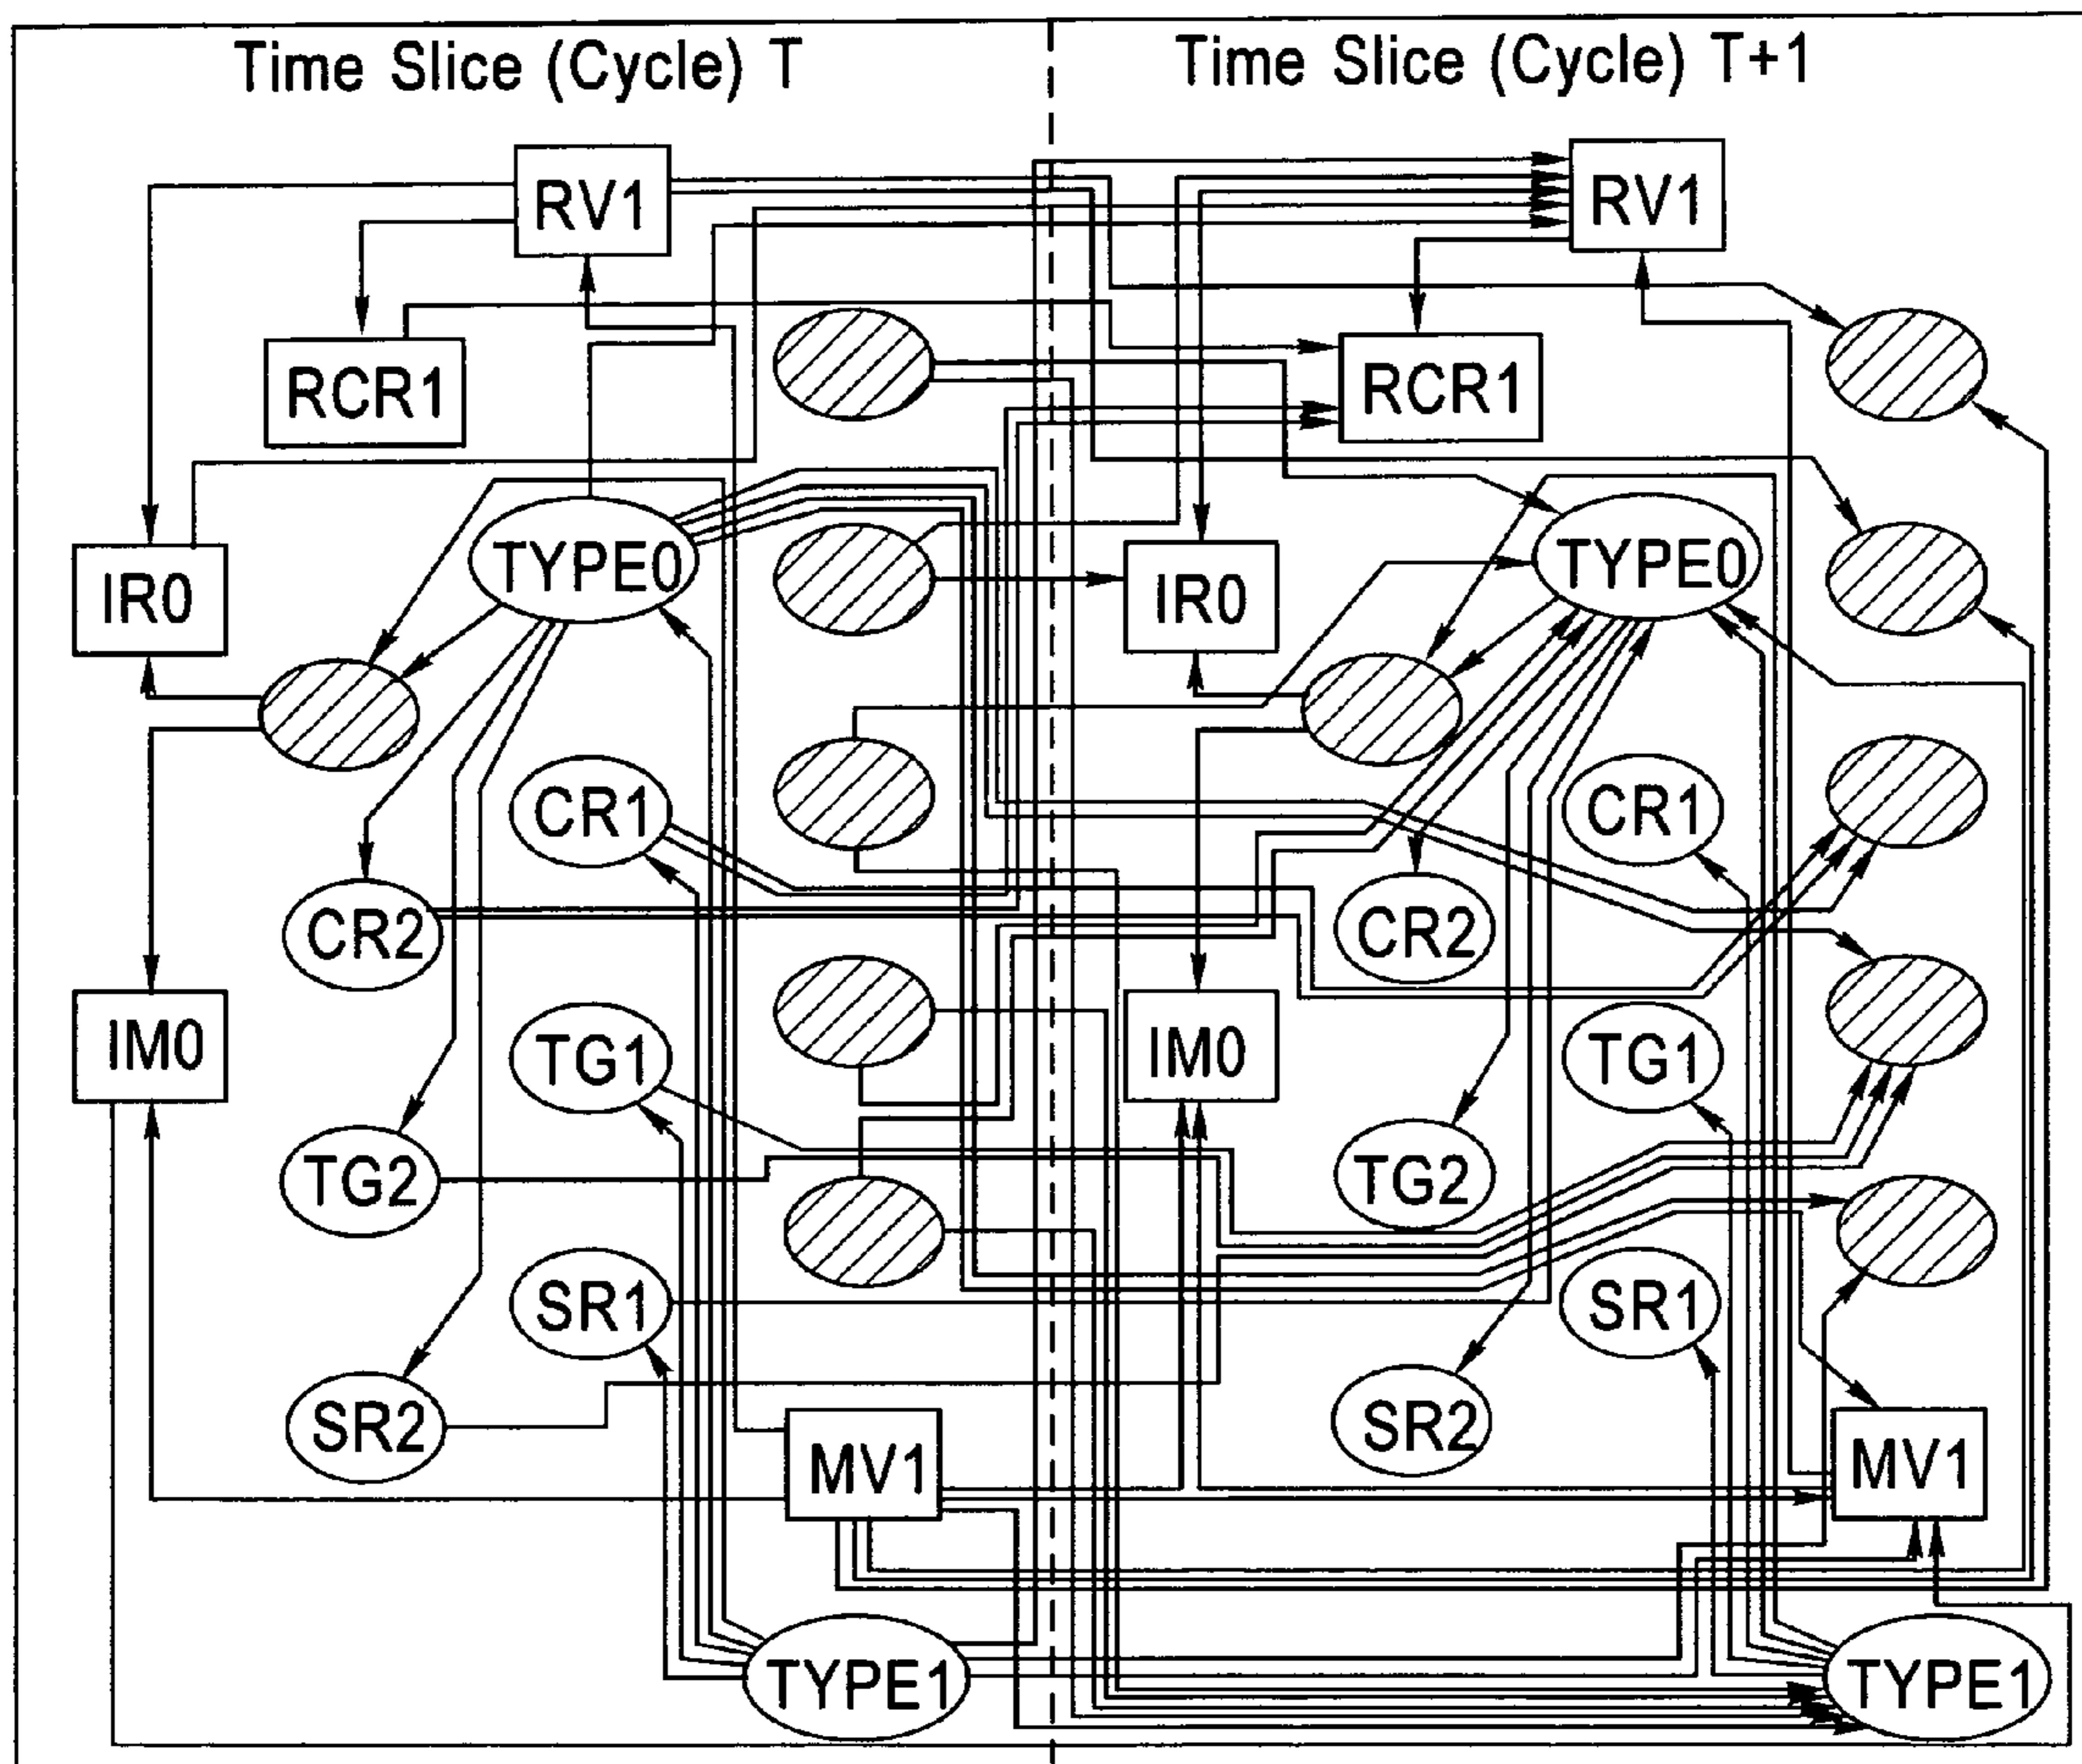 Time Slice (Cycle) T
Time Slice (Cycle) T+1
RV1
RCR1
TYPE0
IR0
CR1
CR2
IM0
TG1
TG2
SR1
SR2
MV1
TYPE1
RV1
RCR1
TYPE0
IR0
CR1
CR2
IM0
TG1
TG2
SR1
SR2
MV1
TYPE1